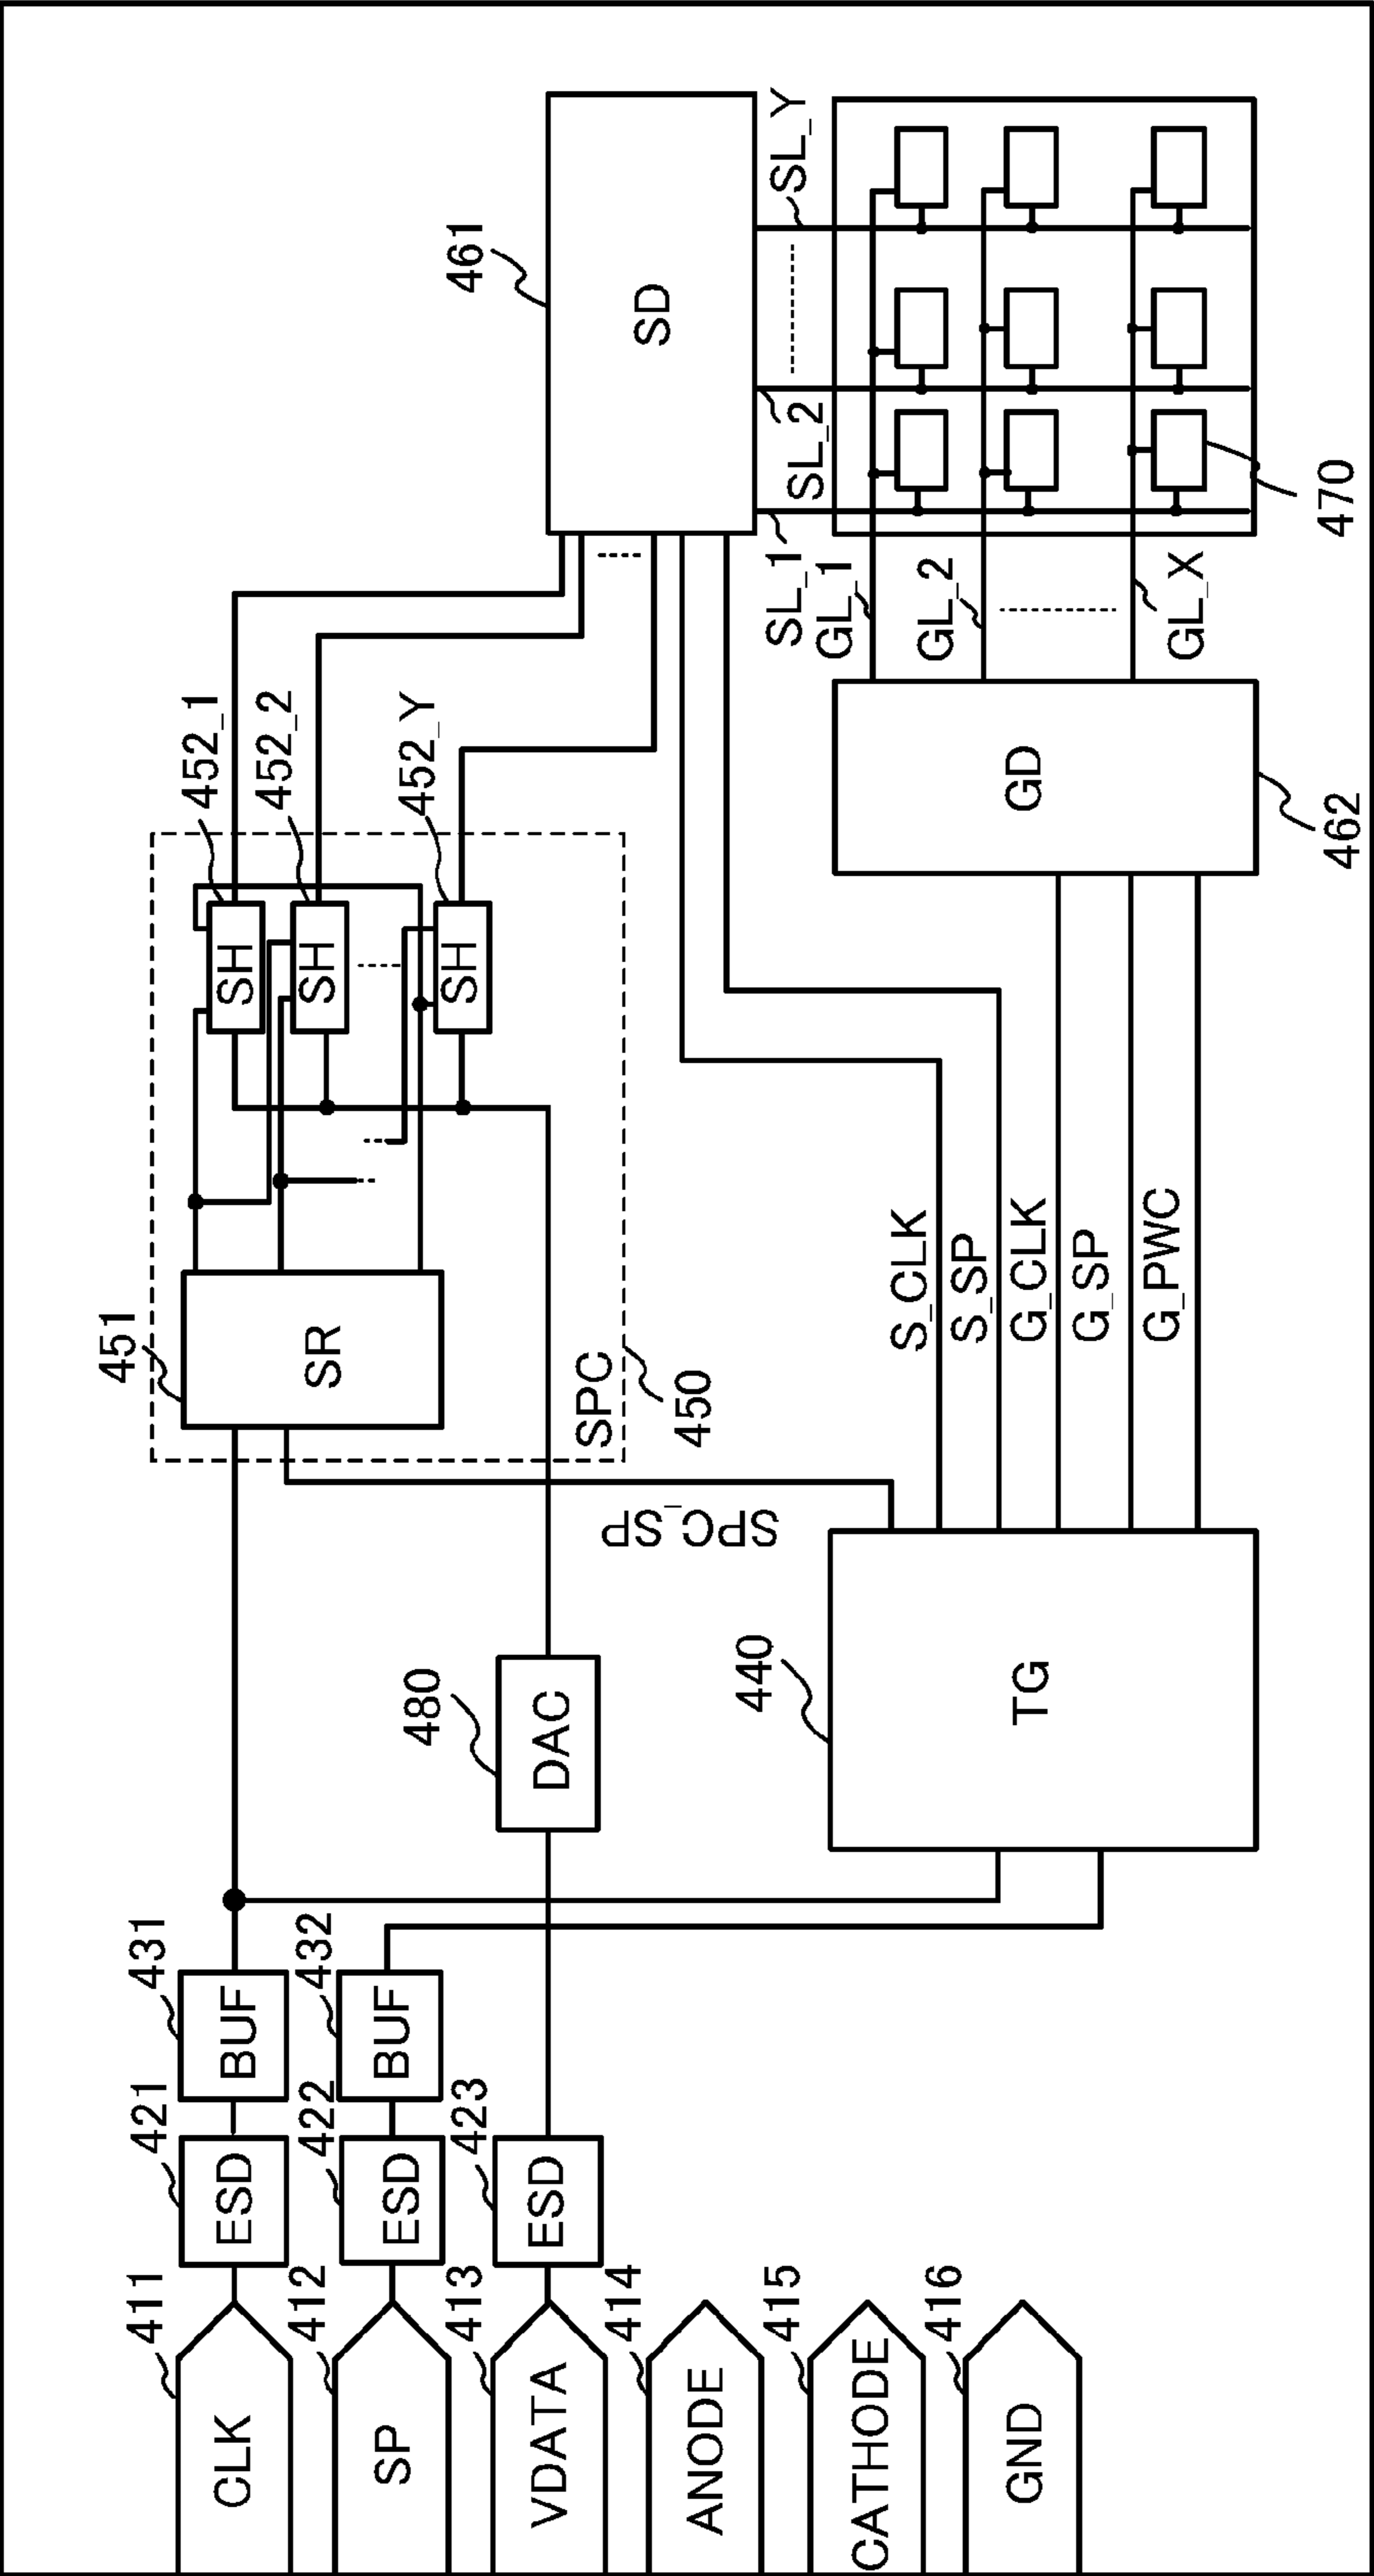 411
CLK
421
ESD
431
BUF
412
SP
422
ESD
432
BUF
413
VDATA
423
ESD
480
DAC
414
ANODE
415
CATHODE
416
GND
440
TG
SPC_SP
S_CLK
S_SP
G_CLK
G_SP
G_PWC
451
SR
SPC
450
SH
452_1
SH
452_2
SH
452_Y
461
SD
SL_1
SL_2
SL_Y
GL_1
GL_2
GL_X
GD
462
470